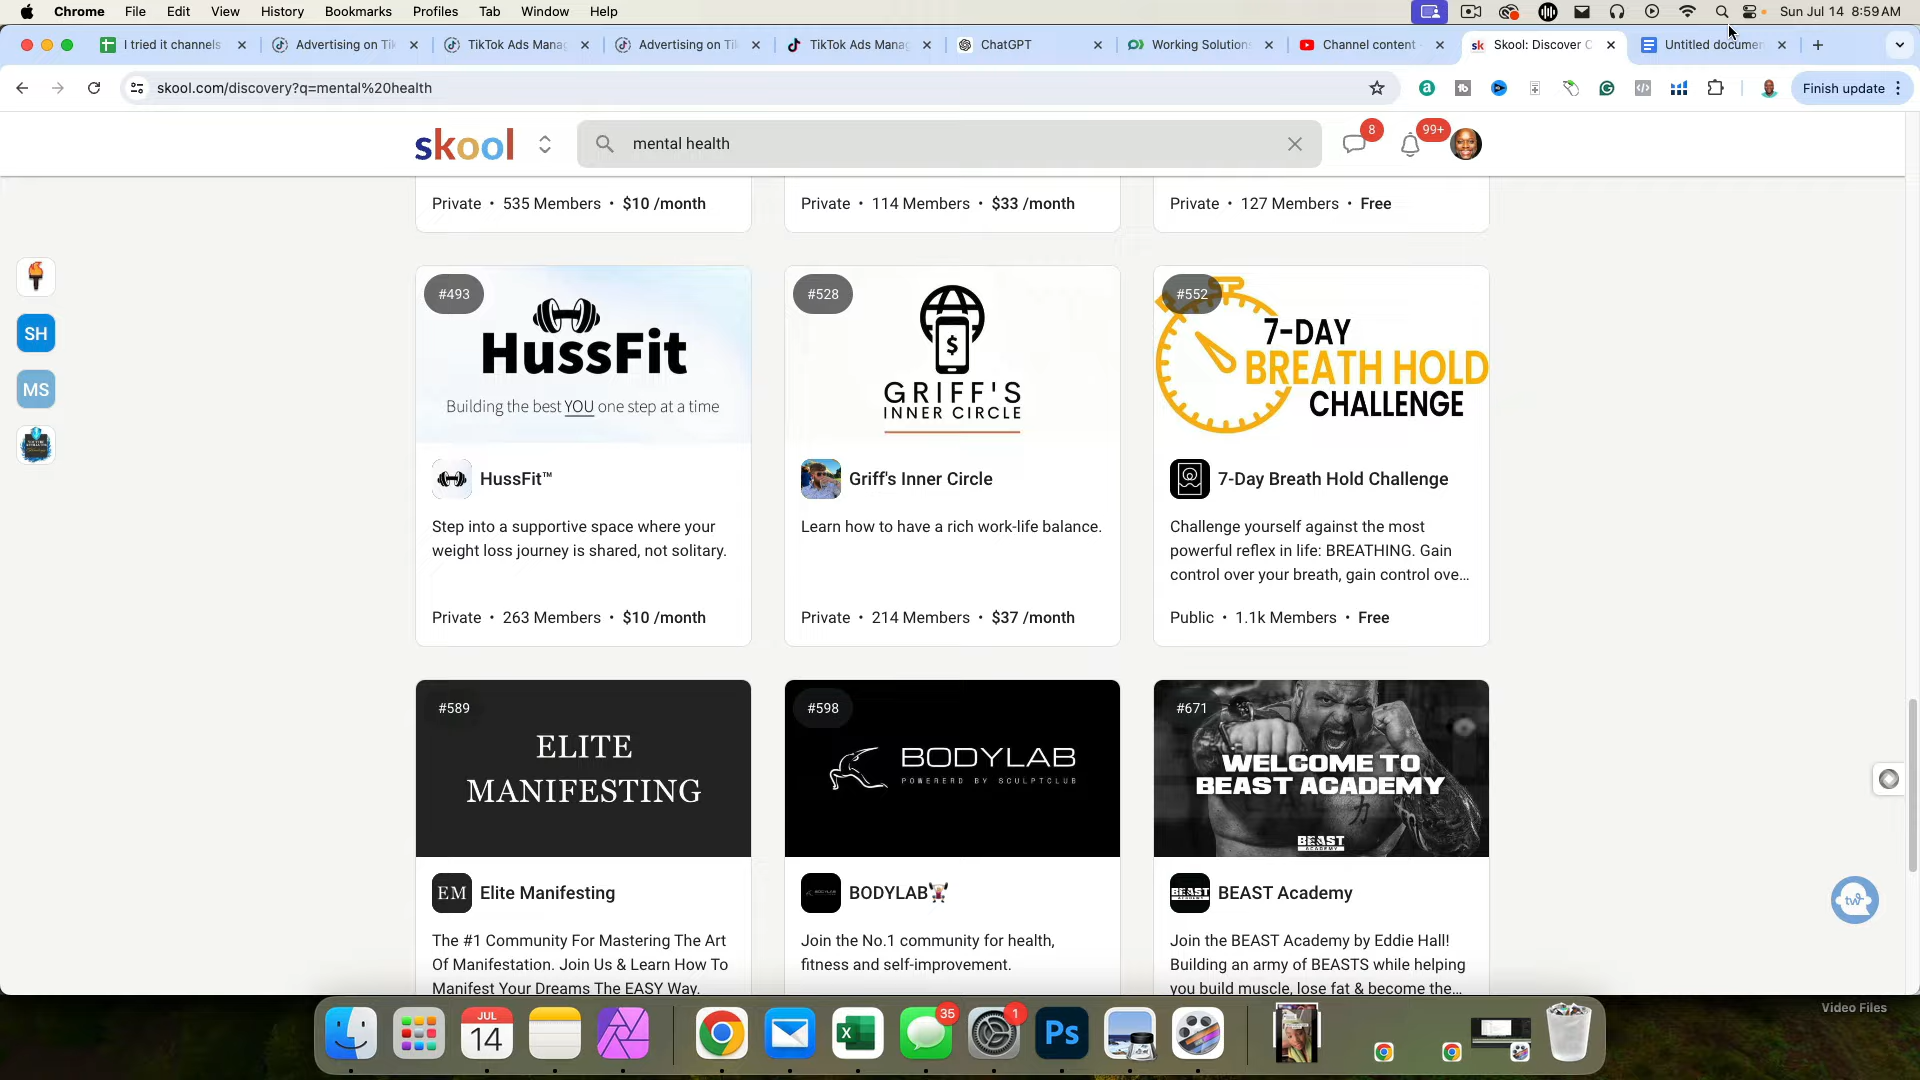 Chrome File Edit View History Bookmarks Profiles Tab Window Help Sun Jul 14 8:59 AM
I tried it channels Advertising on Ti TikTok Ads Mana Advertising on Ti TikTok Ads Mana ChatGPT Working Solution Channel content Skool: Discover C Untitled documen
skool.com/discovery?q=mental%20health Finish update
skool mental health 8 99+
Private • 535 Members • $10 /month
Private • 114 Members • $33 /month
Private • 127 Members • Free
SH
MS
#493
HussFit
Building the best YOU one step at a time
HussFit™
Step into a supportive space where your
weight loss journey is shared, not solitary.
Private • 263 Members • $10 /month
#528
$
GRIFF'S
INNER CIRCLE
Griff's Inner Circle
Learn how to have a rich work-life balance.
Private • 214 Members • $37 /month
#552
7-DAY
BREATH HOLD
CHALLENGE
7-Day Breath Hold Challenge
Challenge yourself against the most
powerful reflex in life: BREATHING. Gain
control over your breath, gain control ove...
Public • 1.1k Members • Free
#589
ELITE
MANIFESTING
EM Elite Manifesting
The #1 Community For Mastering The Art
Of Manifestation. Join Us & Learn How To
Manifest Your Dreams The EASY Way.
#598
BODYLAB
POWERERD BY SCULPTCLUB
BODYLAB🏋️
Join the No.1 community for health,
fitness and self-improvement.
#671
WELCOME TO
BEAST ACADEMY
BEAST
ACADEMY
BEAST BEAST Academy
Join the BEAST Academy by Eddie Hall!
Building an army of BEASTS while helping
you build muscle, lose fat & become the...
tw
Video Files
JUL
14
35
1
Ps